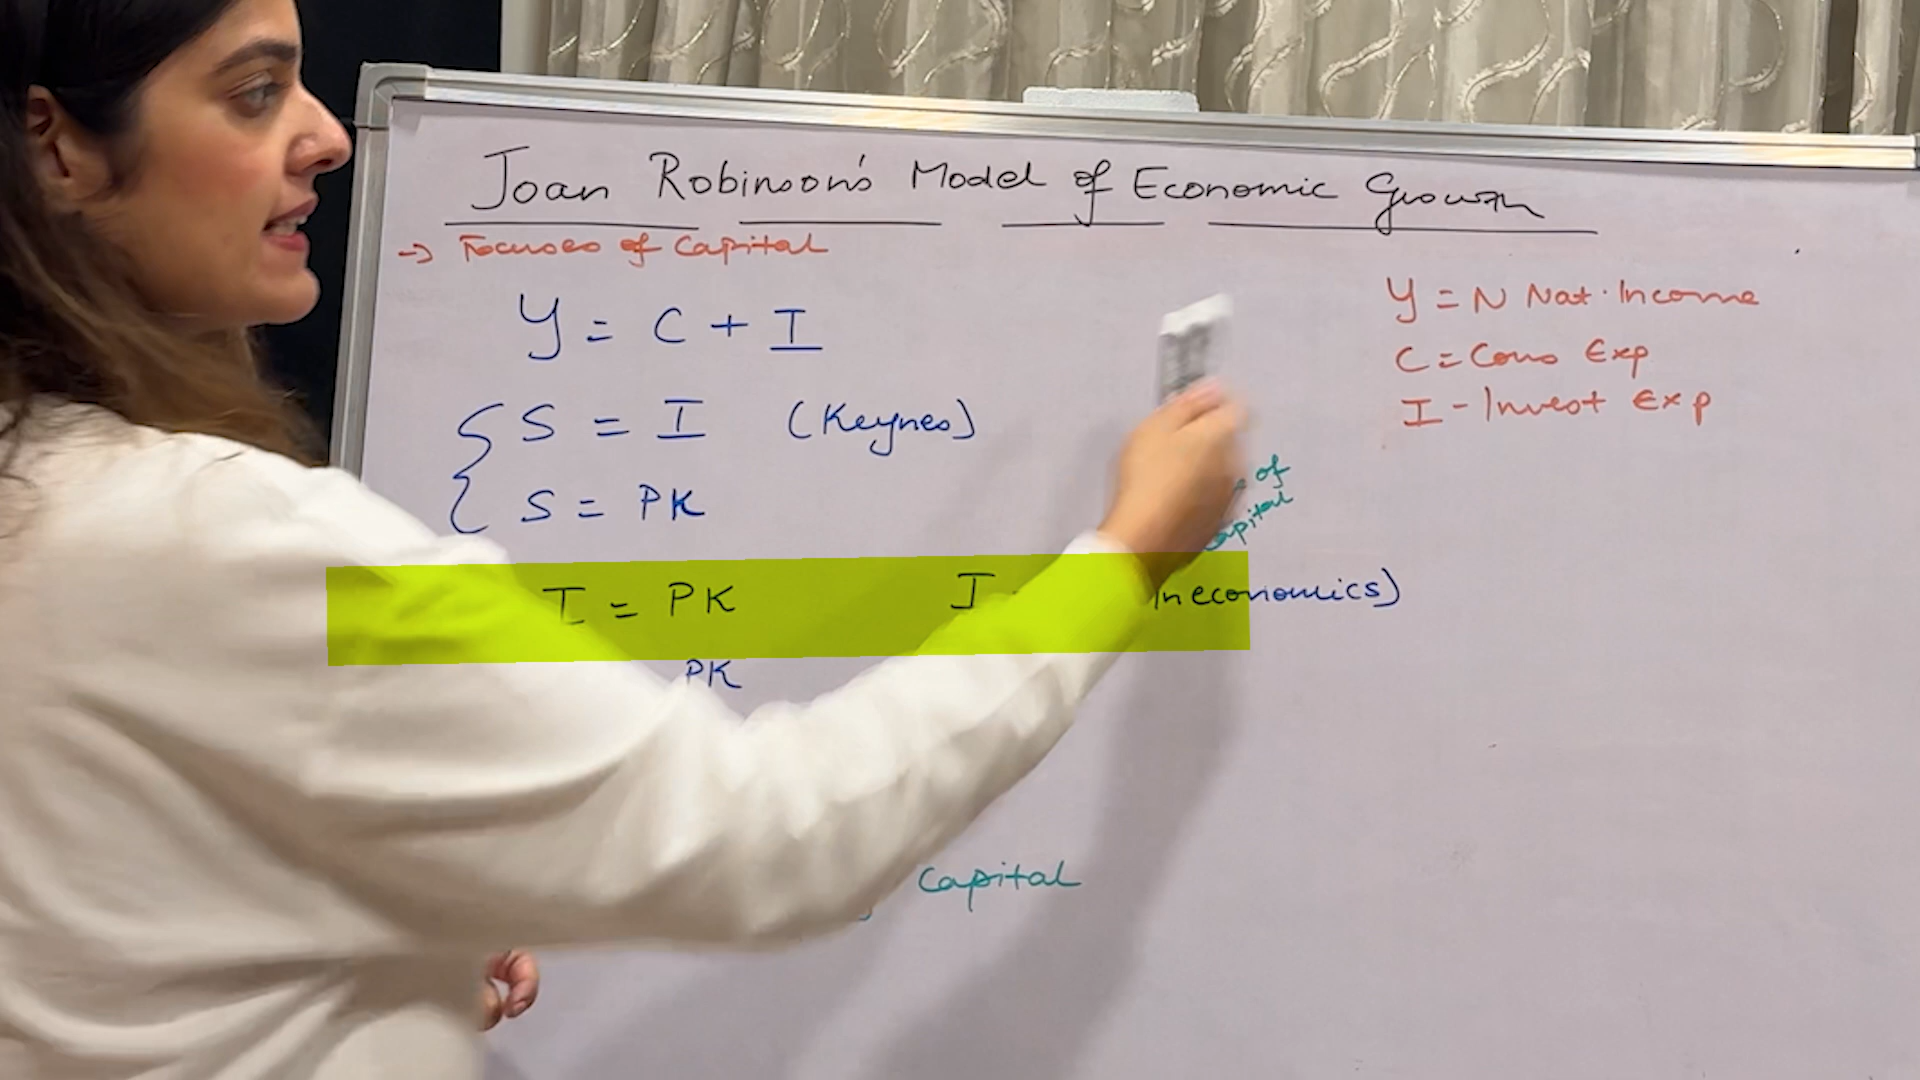 Joan Robinson's Model of Economic Growth
→ Focuses of Capital
Y = C + I
Y = N Nat. Income
C = Cons Exp
I - Invest Exp
{ S = I (Keynes)
S = PK
of
capital
I = PK I In economics)
PK
Capital